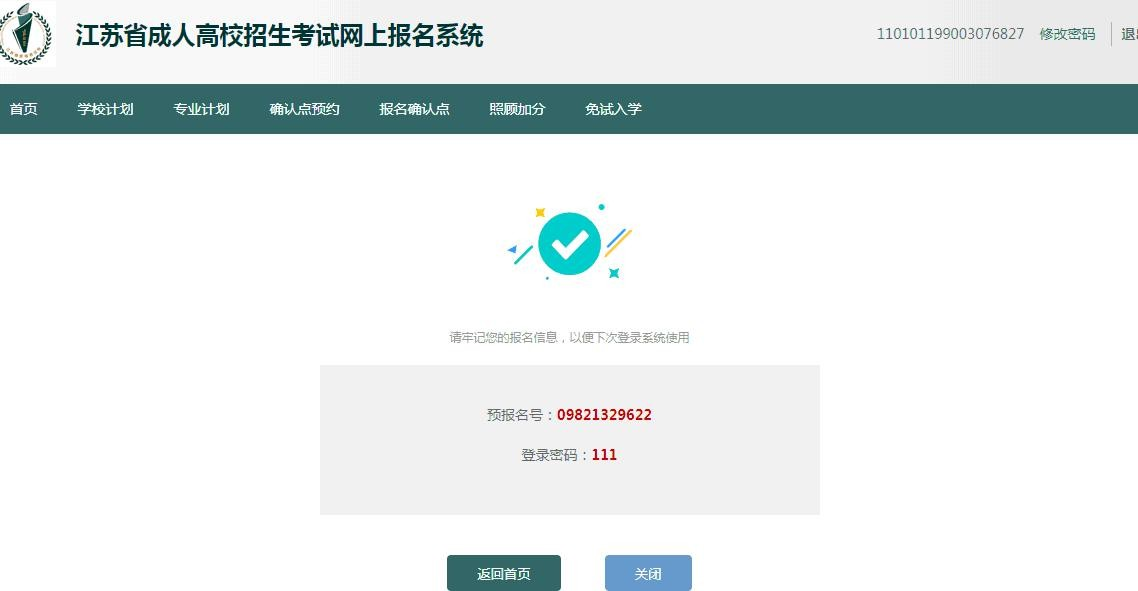 江苏省成人高校招生考试网上报名系统
110101199003076827 修改密码 退
首页 学校计划 专业计划 确认点预约 报名确认点 照顾加分 免试入学
请牢记您的报名信息，以便下次登录系统使用
预报名号：09821329622
登录密码：111
返回首页 关闭